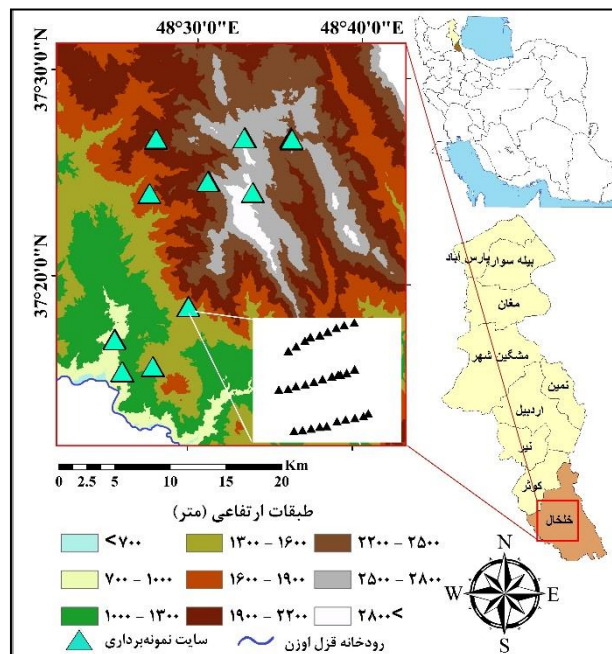 48°30'0"E 48°40'0"E
37°30'0"N
37°20'0"N
پارس آباد
بیله سوار
مغان
مشگین شهر
نمین
اردبیل
نیر
کوثر
خلخال
0 2.5 5 10 15 20
Km
طبقات ارتفاعی (متر)
>۷۰۰
۱۳۰۰ - ۱۶۰۰
۲۲۰۰ - ۲۵۰۰
۷۰۰ - ۱۰۰۰
۱۶۰۰ - ۱۹۰۰
۲۵۰۰ - ۲۸۰۰
۱۰۰۰ - ۱۳۰۰
۱۹۰۰ - ۲۲۰۰
۲۸۰۰<
سایت نمونه‌برداری
رودخانه قزل اوزن
N
W E
S